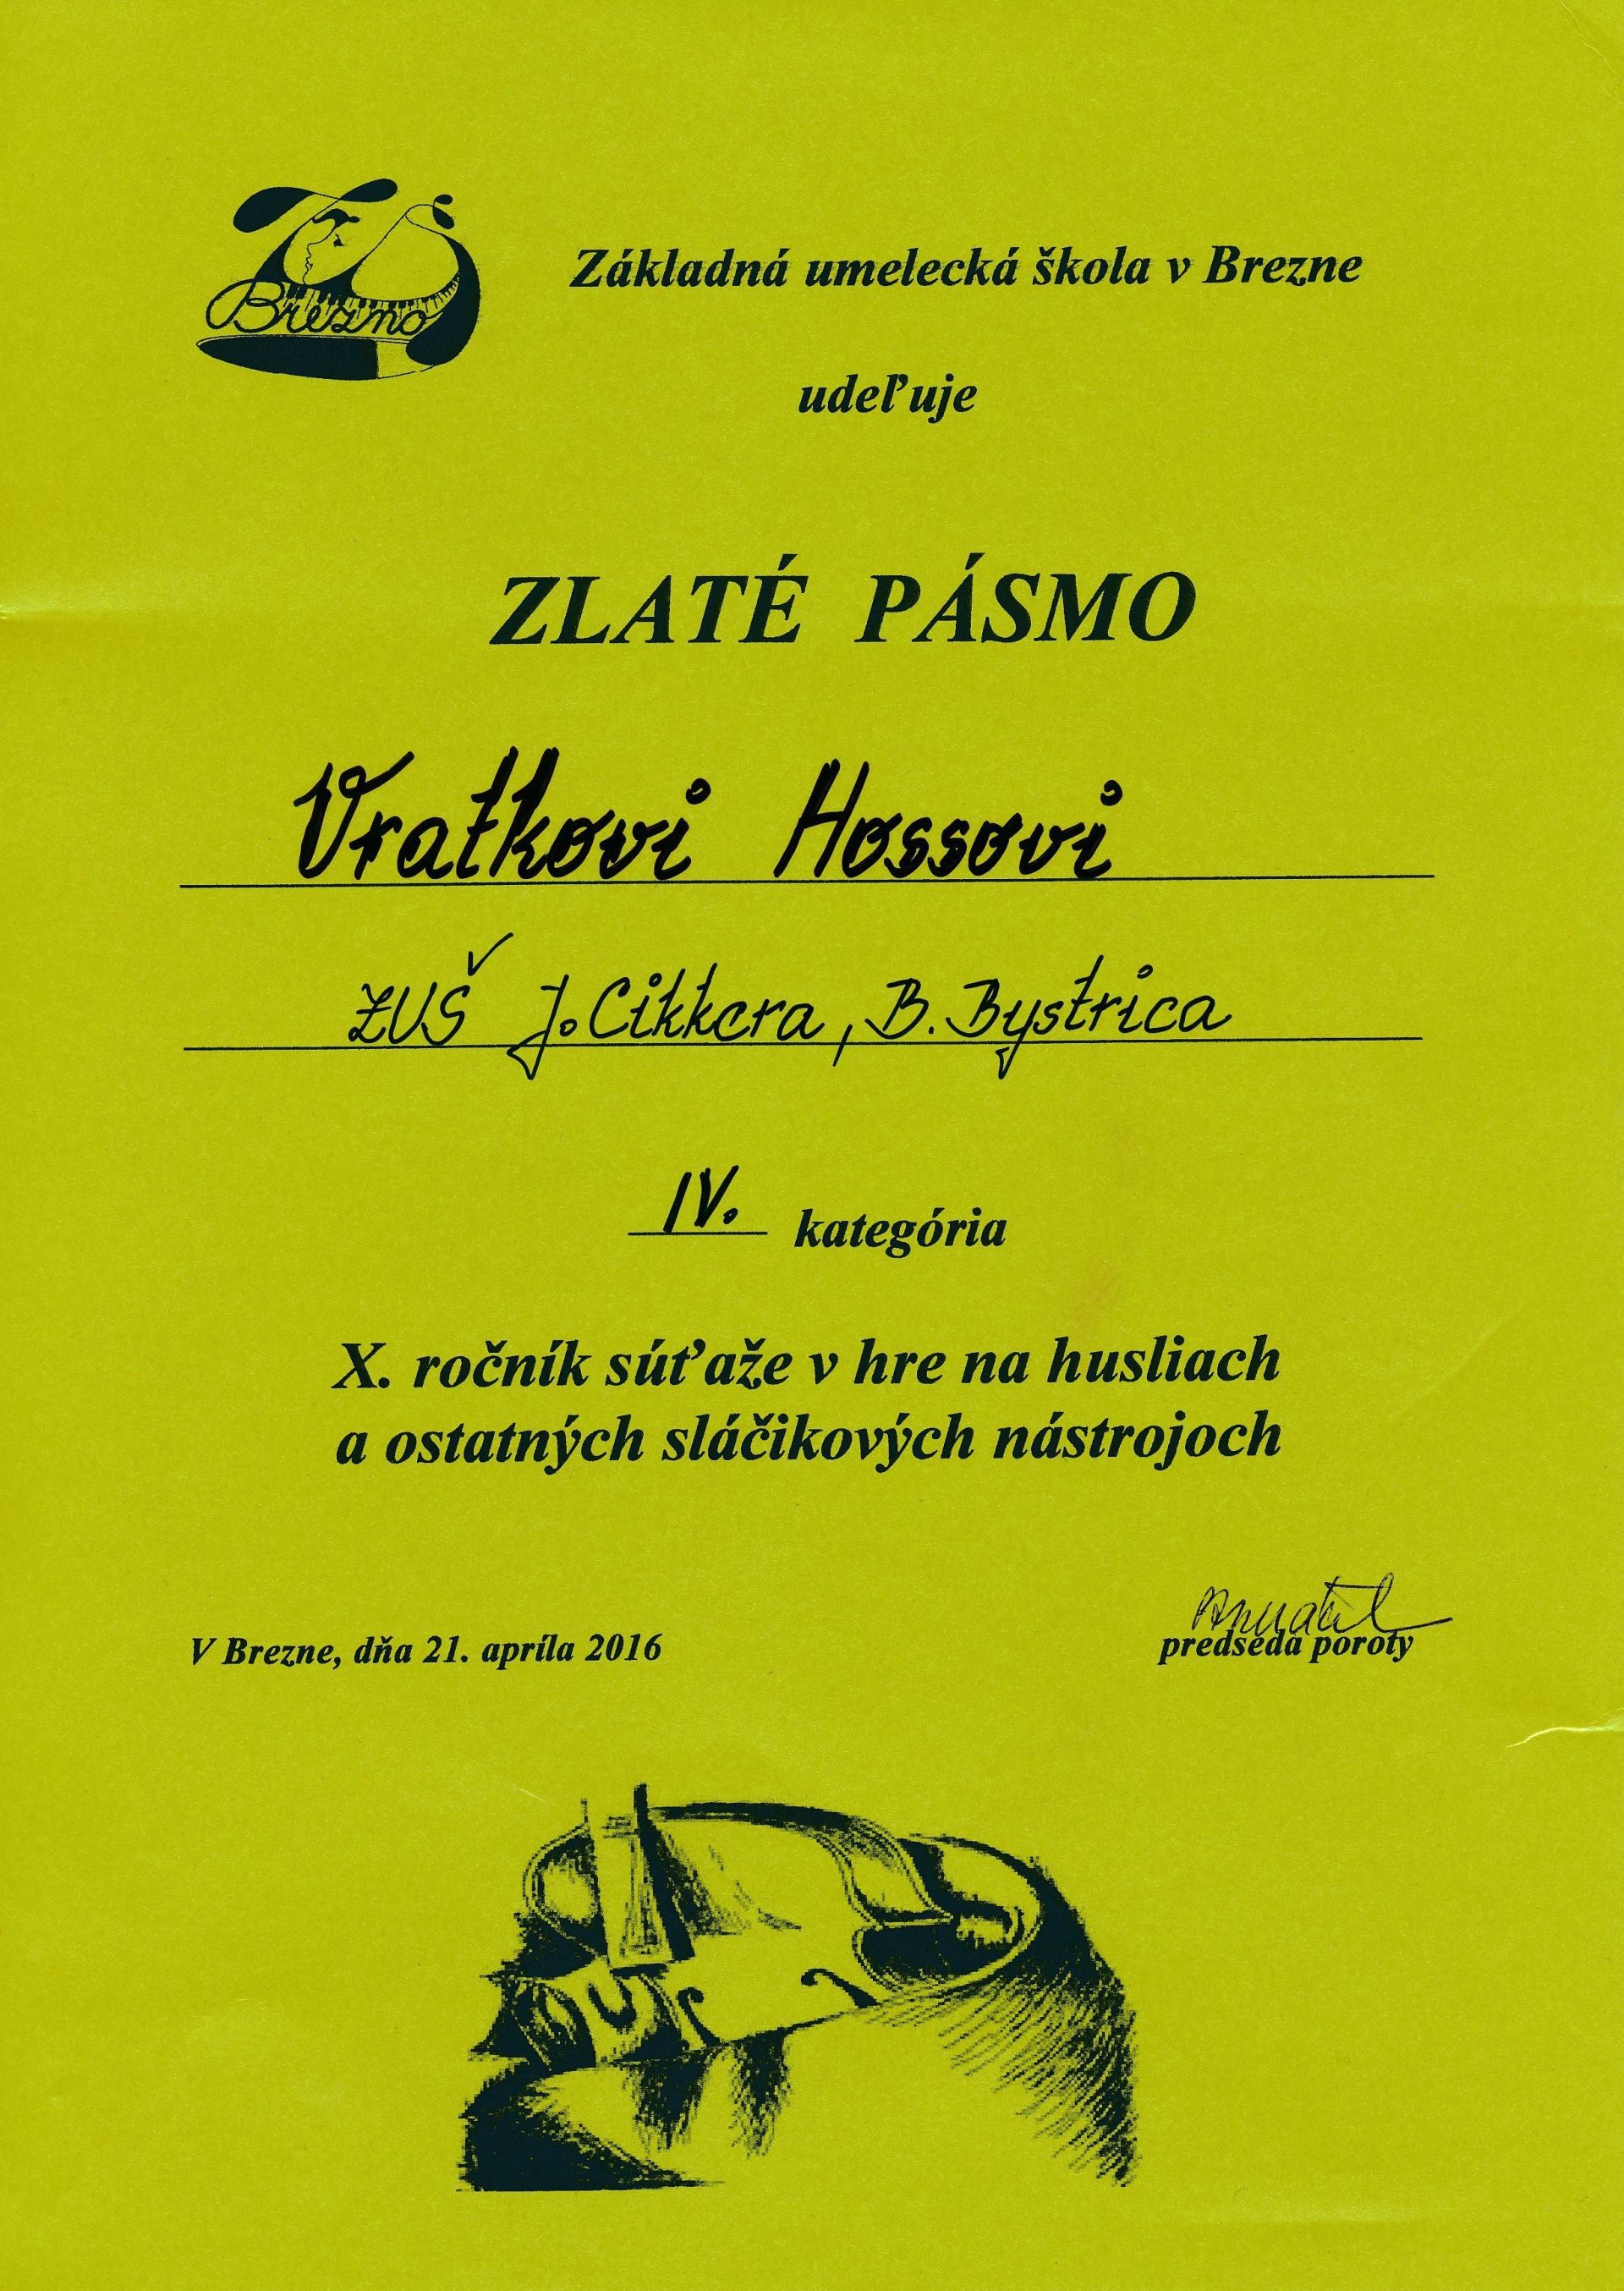 Brezno
Základná umelecká škola v Brezne
udeľuje
ZLATÉ PÁSMO
Vratkovi Hossovi
ZUŠ J. Cikkera, B. Bystrica
IV. kategória
X. ročník súťaže v hre na husliach
a ostatných sláčikových nástrojoch
V Brezne, dňa 21. apríla 2016
predseda poroty